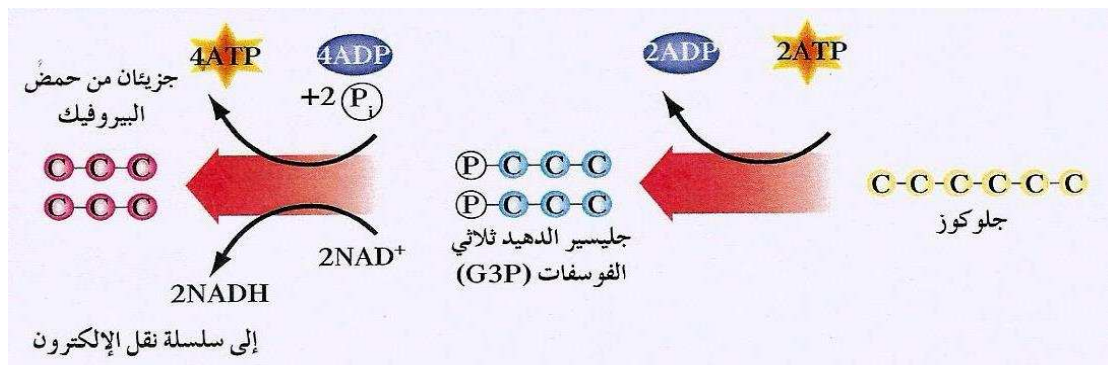 2ATP
2ADP
4ADP
4ATP
+2 Pi
جزيئان من حمض
البيروفيك
C-C-C-C-C-C
جلوكوز
P-C-C-C
P-C-C-C
جليسير الدهيد ثلاثي
الفوسفات (G3P)
C-C-C
C-C-C
2NAD+
2NADH
إلى سلسلة نقل الإلكترون